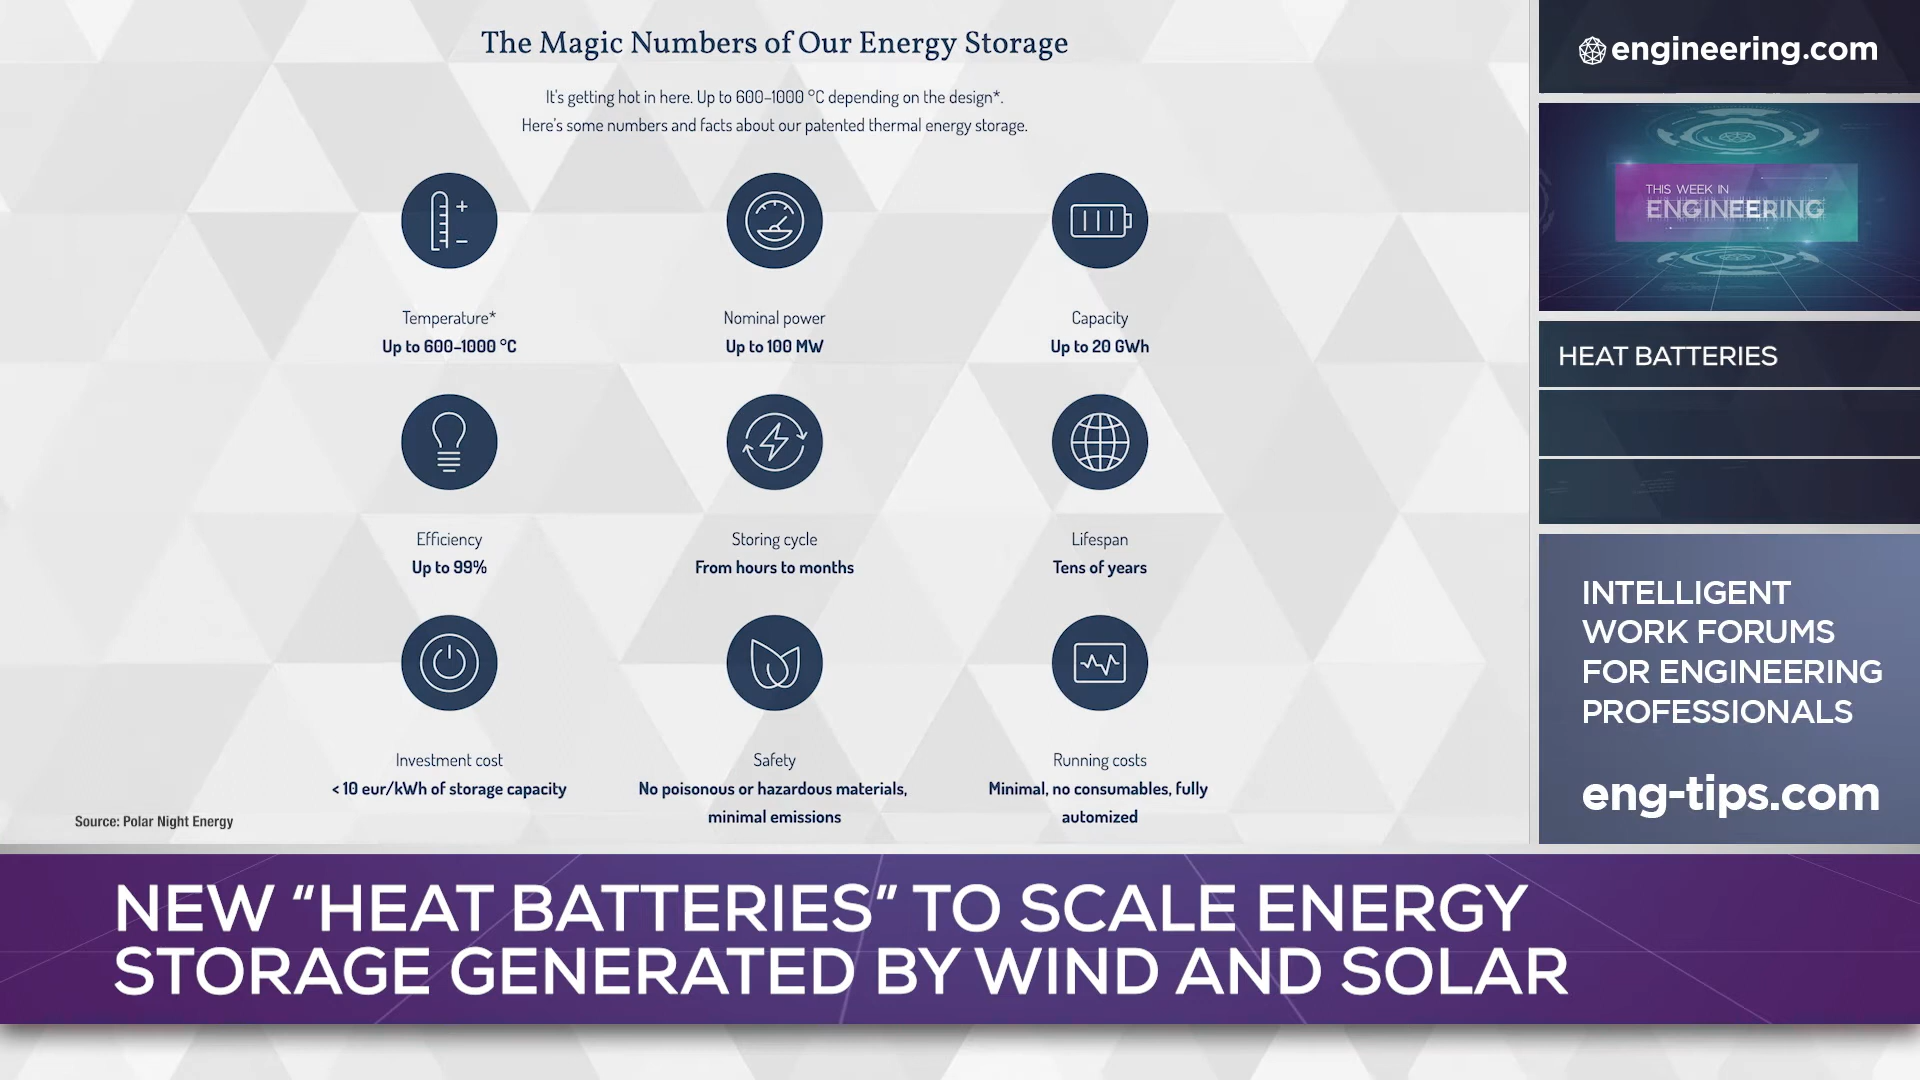 The Magic Numbers of Our Energy Storage
It's getting hot in here. Up to 600–1000 °C depending on the design*.
Here's some numbers and facts about our patented thermal energy storage.
Temperature*
Up to 600–1000 °C
Nominal power
Up to 100 MW
Capacity
Up to 20 GWh
Efficiency
Up to 99%
Storing cycle
From hours to months
Lifespan
Tens of years
Investment cost
< 10 eur/kWh of storage capacity
Safety
No poisonous or hazardous materials,
minimal emissions
Running costs
Minimal, no consumables, fully
automized
Source: Polar Night Energy
engineering.com
THIS WEEK IN
ENGINEERING
HEAT BATTERIES
INTELLIGENT
WORK FORUMS
FOR ENGINEERING
PROFESSIONALS
eng-tips.com
NEW “HEAT BATTERIES” TO SCALE ENERGY
STORAGE GENERATED BY WIND AND SOLAR